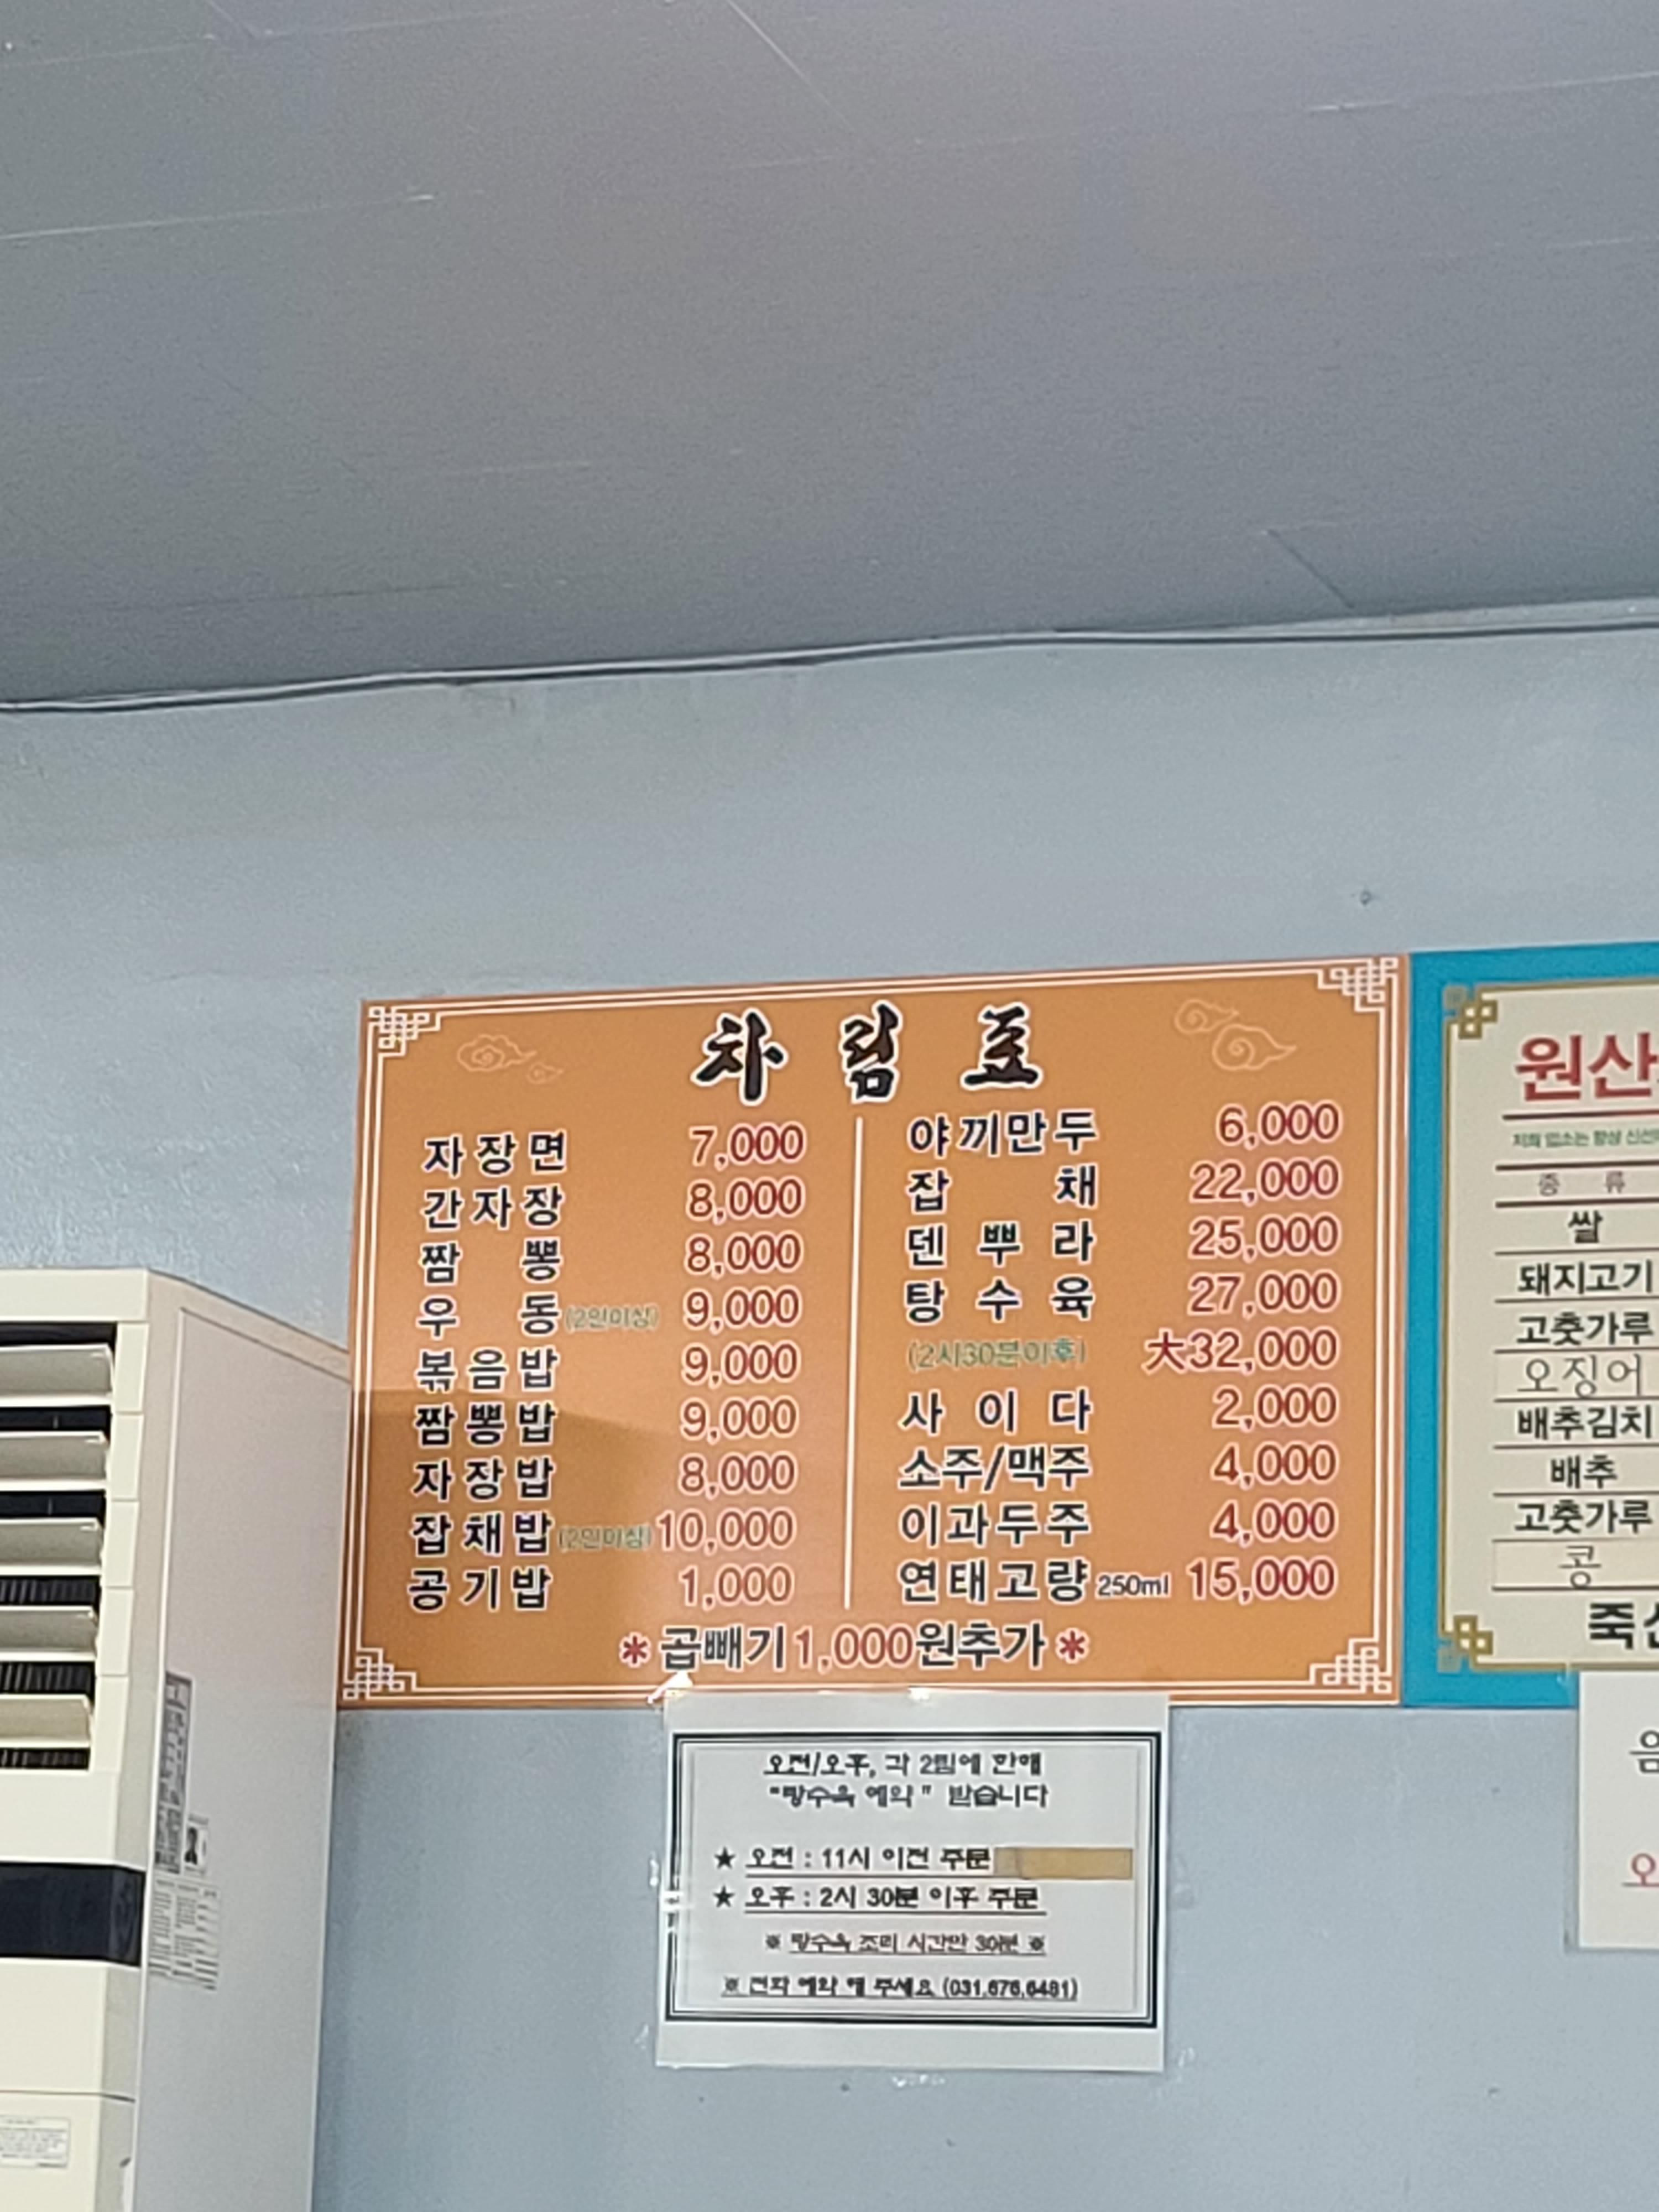 차림표
자장면 7,000
간자장 8,000
짬뽕 8,000
우동 (2인이상) 9,000
볶음밥 9,000
짬뽕밥 9,000
자장밥 8,000
잡채밥 (2인이상) 10,000
공기밥 1,000
야끼만두 6,000
잡채 22,000
덴뿌라 25,000
탕수육 27,000
(2시30분이후) 大32,000
사이다 2,000
소주/맥주 4,000
이과두주 4,000
연태고량 250ml 15,000
* 곱빼기 1,000원추가 *
오전/오후, 각 2팀에 한해
"탕수육 예약" 받습니다
★ 오전 : 11시 이전 주문
★ 오후 : 2시 30분 이후 주문
※ 탕수육 조리 시간만 30분 ※
※ 전화 예약 해 주세요 (031.676.6481)
원산
저희 업소는 항상
종 류
쌀
돼지고기
고춧가루
오징어
배추김치
배추
고춧가루
콩